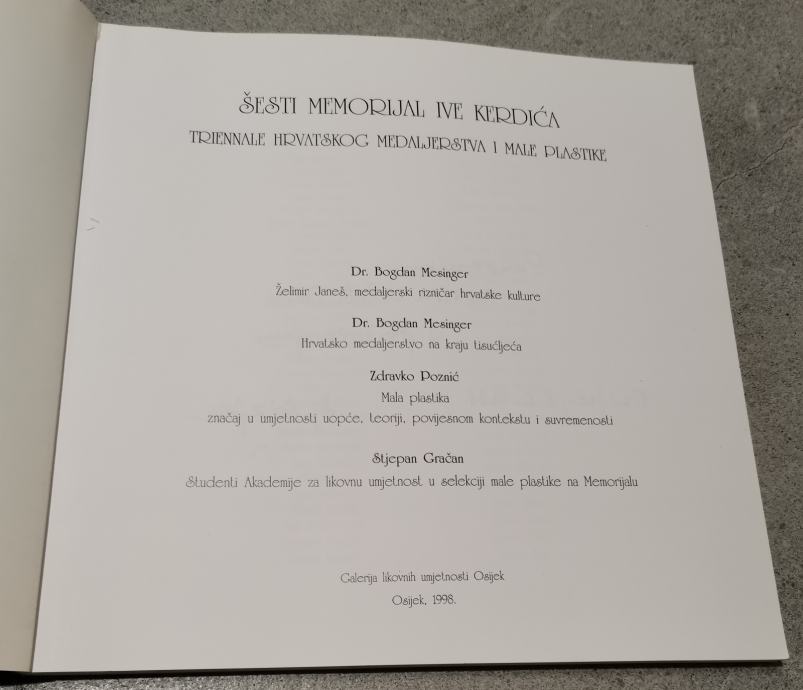 ŠESTI MEMORIJAL IVE KERDIĆA
TRIENNALE HRVATSKOG MEDALJERSTVA I MALE PLASTIKE
Dr. Bogdan Mesinger
Želimir Janeš, medaljerski rizničar hrvatske kulture
Dr. Bogdan Mesinger
Hrvatsko medaljerstvo na kraju tisućljeća
Zdravko Poznić
Mala plastika
značaj u umjetnosti uopće, teoriji, povijesnom kontekstu i suvremenosti
Stjepan Gračan
Studenti Akademije za likovnu umjetnost u selekciji male plastike na Memorijalu
Galerija likovnih umjetnosti Osijek
Osijek, 1998.